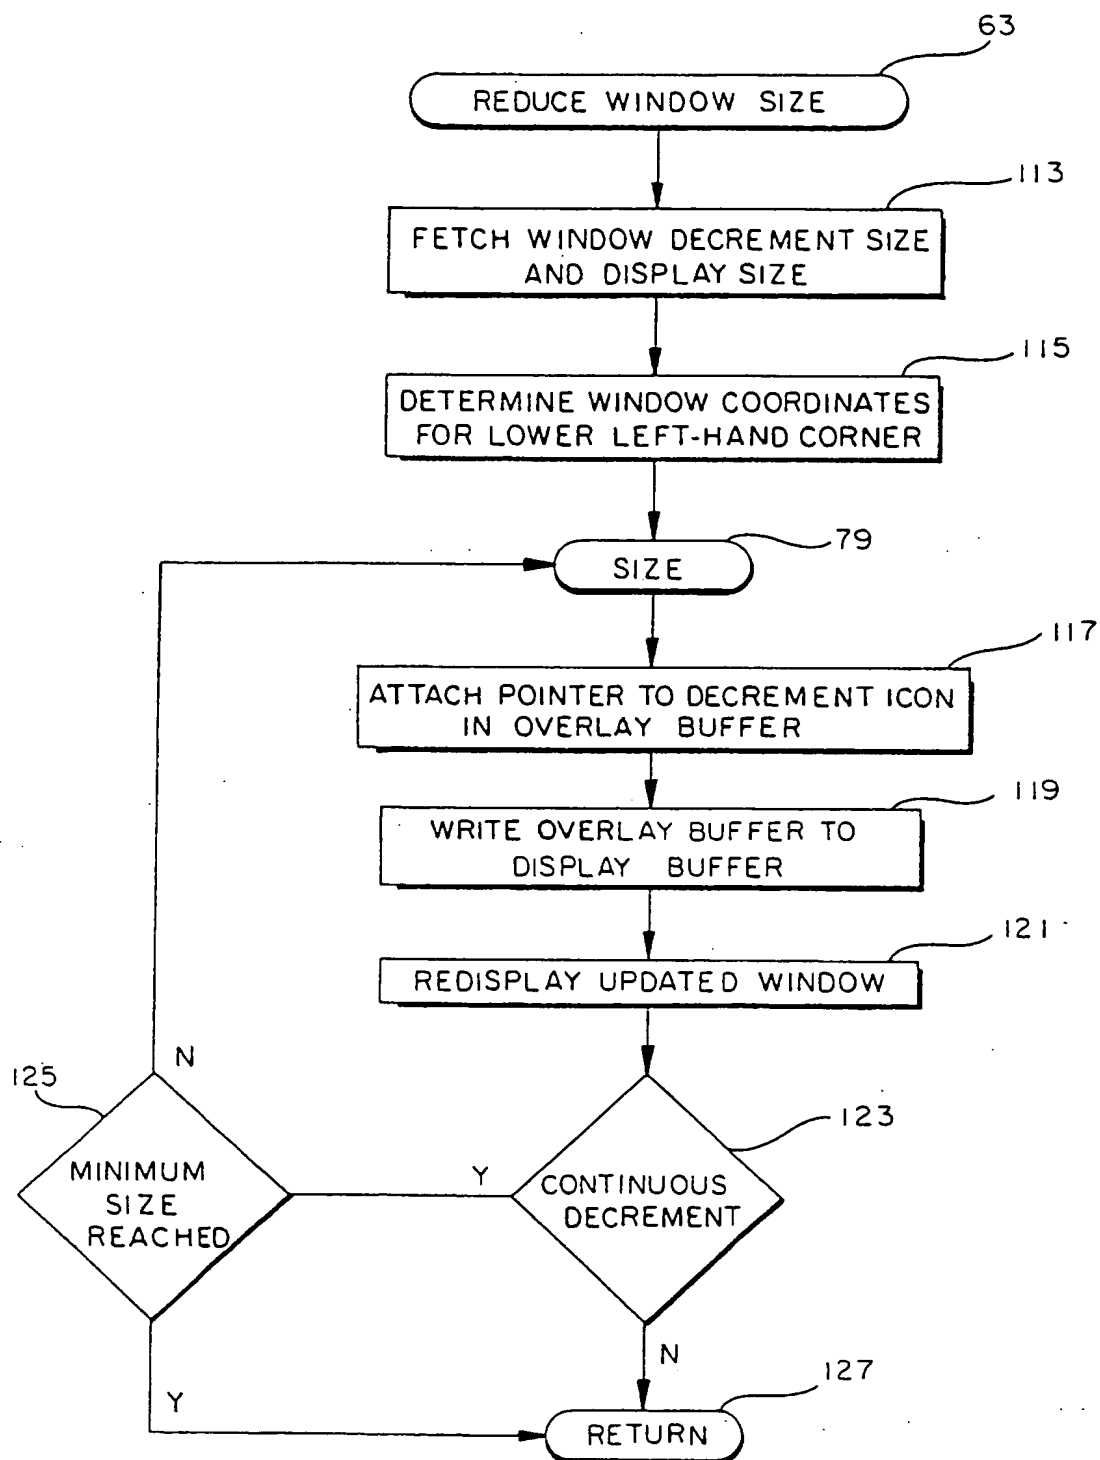 63
REDUCE WINDOW SIZE
113
FETCH WINDOW DECREMENT SIZE
AND DISPLAY SIZE
115
DETERMINE WINDOW COORDINATES
FOR LOWER LEFT-HAND CORNER
79
SIZE
117
ATTACH POINTER TO DECREMENT ICON
IN OVERLAY BUFFER
119
WRITE OVERLAY BUFFER TO
DISPLAY BUFFER
121
REDISPLAY UPDATED WINDOW
N
125
123
MINIMUM
SIZE
REACHED
Y
CONTINUOUS
DECREMENT
N
Y
127
RETURN